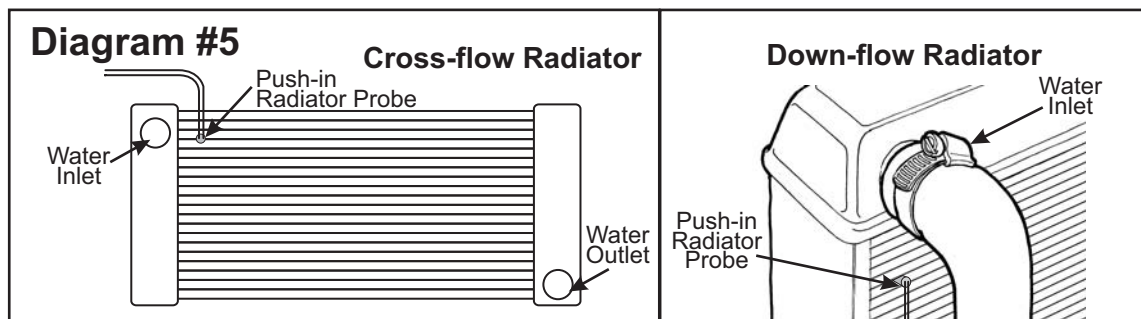 Diagram #5
Cross-flow Radiator
Push-in
Radiator Probe
Water
Inlet
Water
Outlet
Down-flow Radiator
Water
Inlet
Push-in
Radiator
Probe